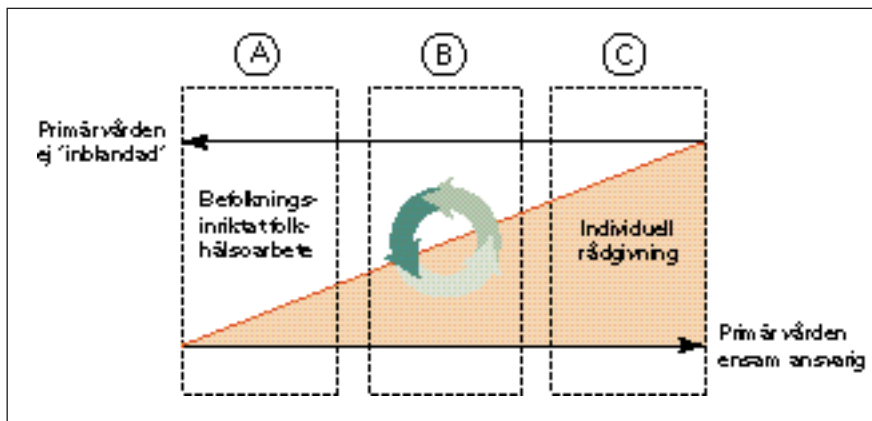 A
B
C
Primärvården
ej "inblandad"
Befolknings-
inriktat folk-
hälsoarbete
Individuell
rådgivning
Primärvården
ensam ansvarig